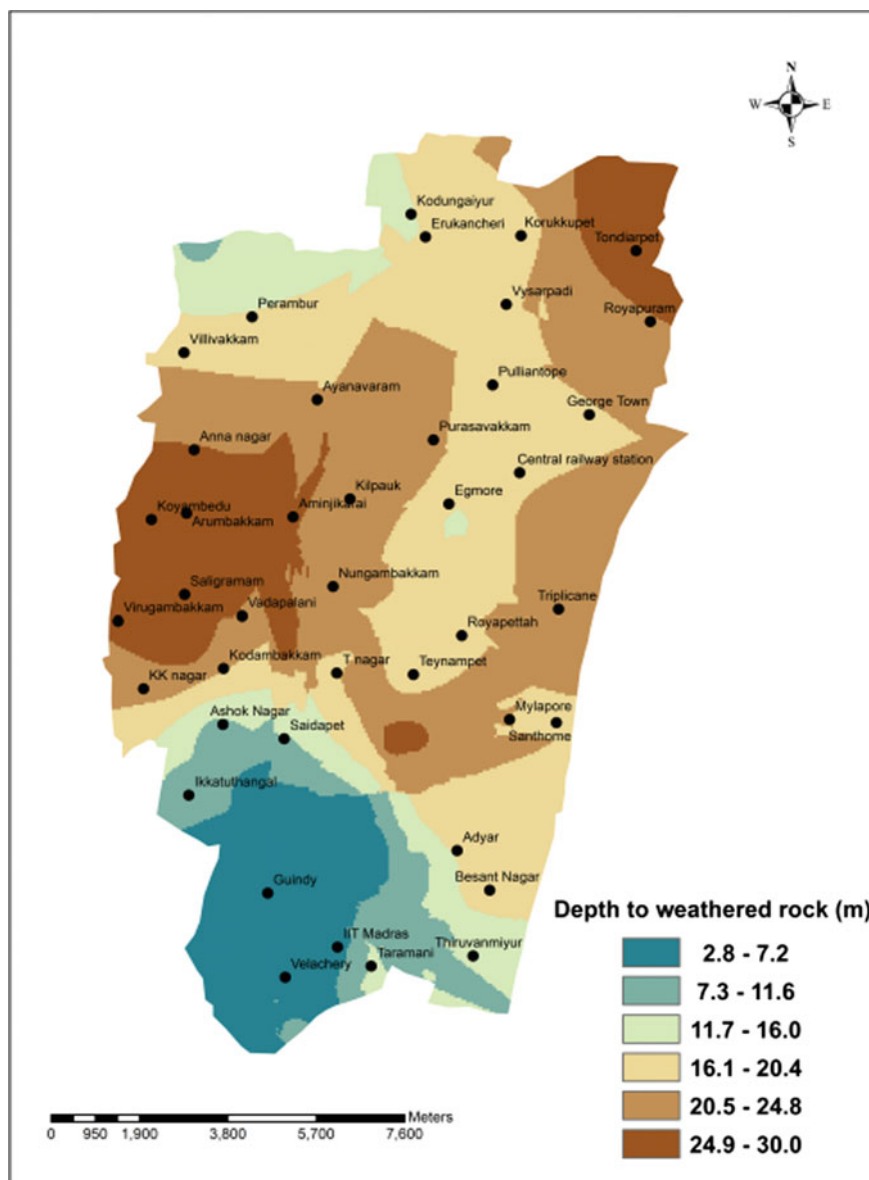 N
W E
S
Kodungaiyur
Erukancheri
Korukkupet
Tondiarpet
Vysarpadi
Royapuram
Perambur
Villivakkam
Pulliantope
Ayanavaram
George Town
Purasavakkam
Anna nagar
Central railway station
Kilpauk
Egmore
Koyambedu
Aminjikarai
Arumbakkam
Nungambakkam
Saligramam
Triplicane
Virugambakkam
Vadapalani
Royapettah
Kodambakkam
T nagar
Teynampet
KK nagar
Mylapore
Ashok Nagar
Saidapet
Santhome
Ikkatuthangal
Adyar
Guindy
Besant Nagar
IIT Madras
Thiruvanmiyur
Taramani
Velachery
Depth to weathered rock (m)
2.8 - 7.2
7.3 - 11.6
11.7 - 16.0
16.1 - 20.4
20.5 - 24.8
24.9 - 30.0
Meters
0 950 1,900 3,800 5,700 7,600